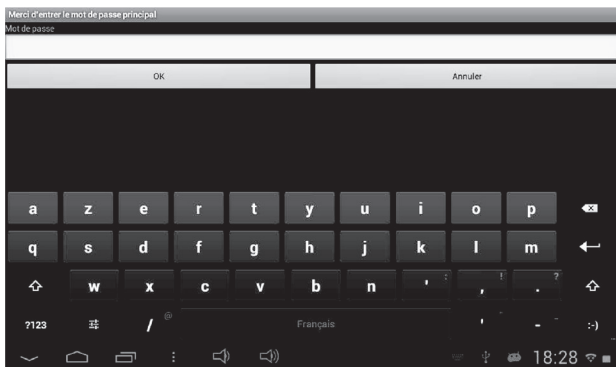 Merci d'entrer le mot de passe principal
Mot de passe
OK Annuler
a z e r t y u i o p
q s d f g h j k l m
w x c v b n ' : , ! . ?
?123 / @ Français ' - :-)
18:28